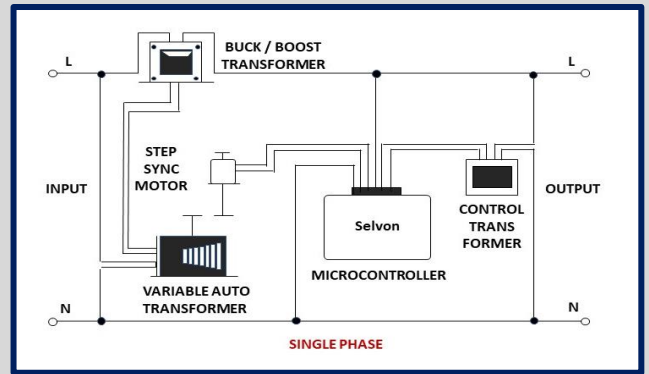 BUCK / BOOST
TRANSFORMER
L
L
STEP
SYNC
MOTOR
INPUT
OUTPUT
Selvon
CONTROL
TRANS
FORMER
MICROCONTROLLER
VARIABLE AUTO
TRANSFORMER
N
N
SINGLE PHASE